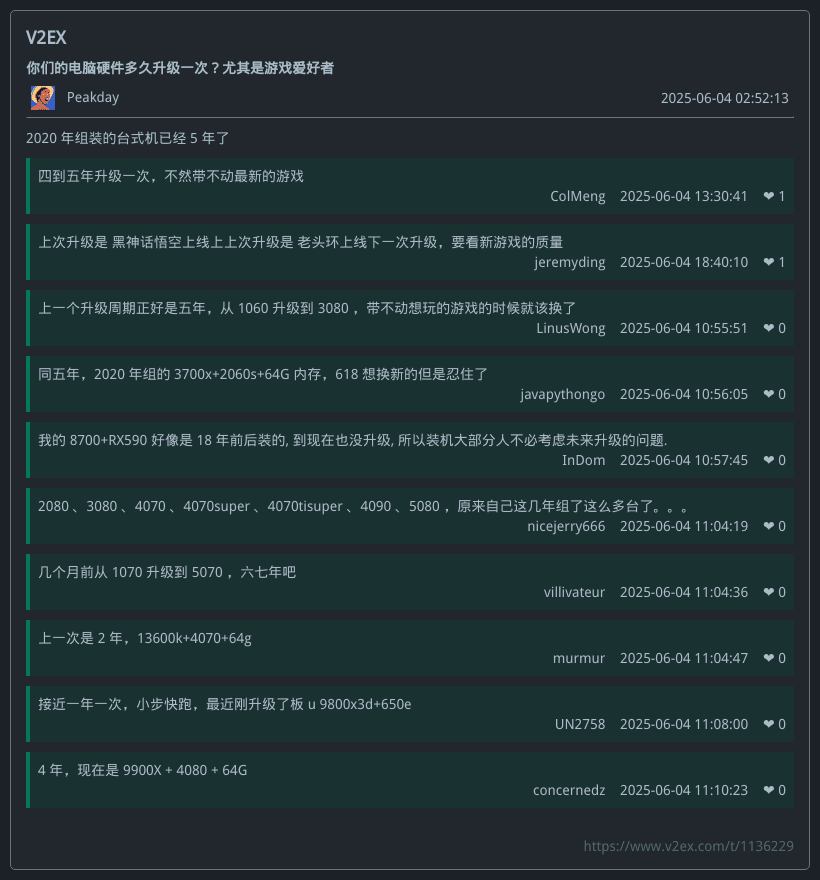 V2EX
你们的电脑硬件多久升级一次？尤其是游戏爱好者
Peakday 2025-06-04 02:52:13
2020 年组装的台式机已经 5 年了
四到五年升级一次，不然带不动最新的游戏
ColMeng 2025-06-04 13:30:41 ❤ 1
上次升级是 黑神话悟空上线上上次升级是 老头环上线下一次升级，要看新游戏的质量
jeremyding 2025-06-04 18:40:10 ❤ 1
上一个升级周期正好是五年，从 1060 升级到 3080 ，带不动想玩的游戏的时候就该换了
LinusWong 2025-06-04 10:55:51 ❤ 0
同五年，2020 年组的 3700x+2060s+64G 内存，618 想换新的但是忍住了
javapythongo 2025-06-04 10:56:05 ❤ 0
我的 8700+RX590 好像是 18 年前后装的, 到现在也没升级, 所以装机大部分人不必考虑未来升级的问题.
InDom 2025-06-04 10:57:45 ❤ 0
2080 、3080 、4070 、4070super 、4070tisuper 、4090 、5080 ，原来自己这几年组了这么多台了。。。
nicejerry666 2025-06-04 11:04:19 ❤ 0
几个月前从 1070 升级到 5070 ，六七年吧
villivateur 2025-06-04 11:04:36 ❤ 0
上一次是 2 年，13600k+4070+64g
murmur 2025-06-04 11:04:47 ❤ 0
接近一年一次，小步快跑，最近刚升级了板 u 9800x3d+650e
UN2758 2025-06-04 11:08:00 ❤ 0
4 年，现在是 9900X + 4080 + 64G
concernedz 2025-06-04 11:10:23 ❤ 0
https://www.v2ex.com/t/1136229